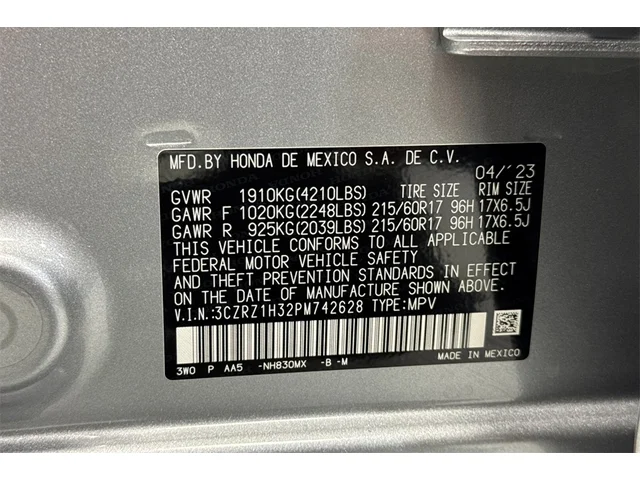 MFD.BY HONDA DE MEXICO S.A. DE C.V.
04/'23
GVWR 1910KG(4210LBS) TIRE SIZE RIM SIZE
GAWR F 1020KG(2248LBS) 215/60R17 96H 17X6.5J
GAWR R 925KG(2039LBS) 215/60R17 96H 17X6.5J
THIS VEHICLE CONFORMS TO ALL APPLICABLE
FEDERAL MOTOR VEHICLE SAFETY
AND THEFT PREVENTION STANDARDS IN EFFECT
ON THE DATE OF MANUFACTURE SHOWN ABOVE.
V.I.N.:3CZRZ1H32PM742628 TYPE:MPV
3W0 P AA5 -NH830MX -B -M MADE IN MEXICO